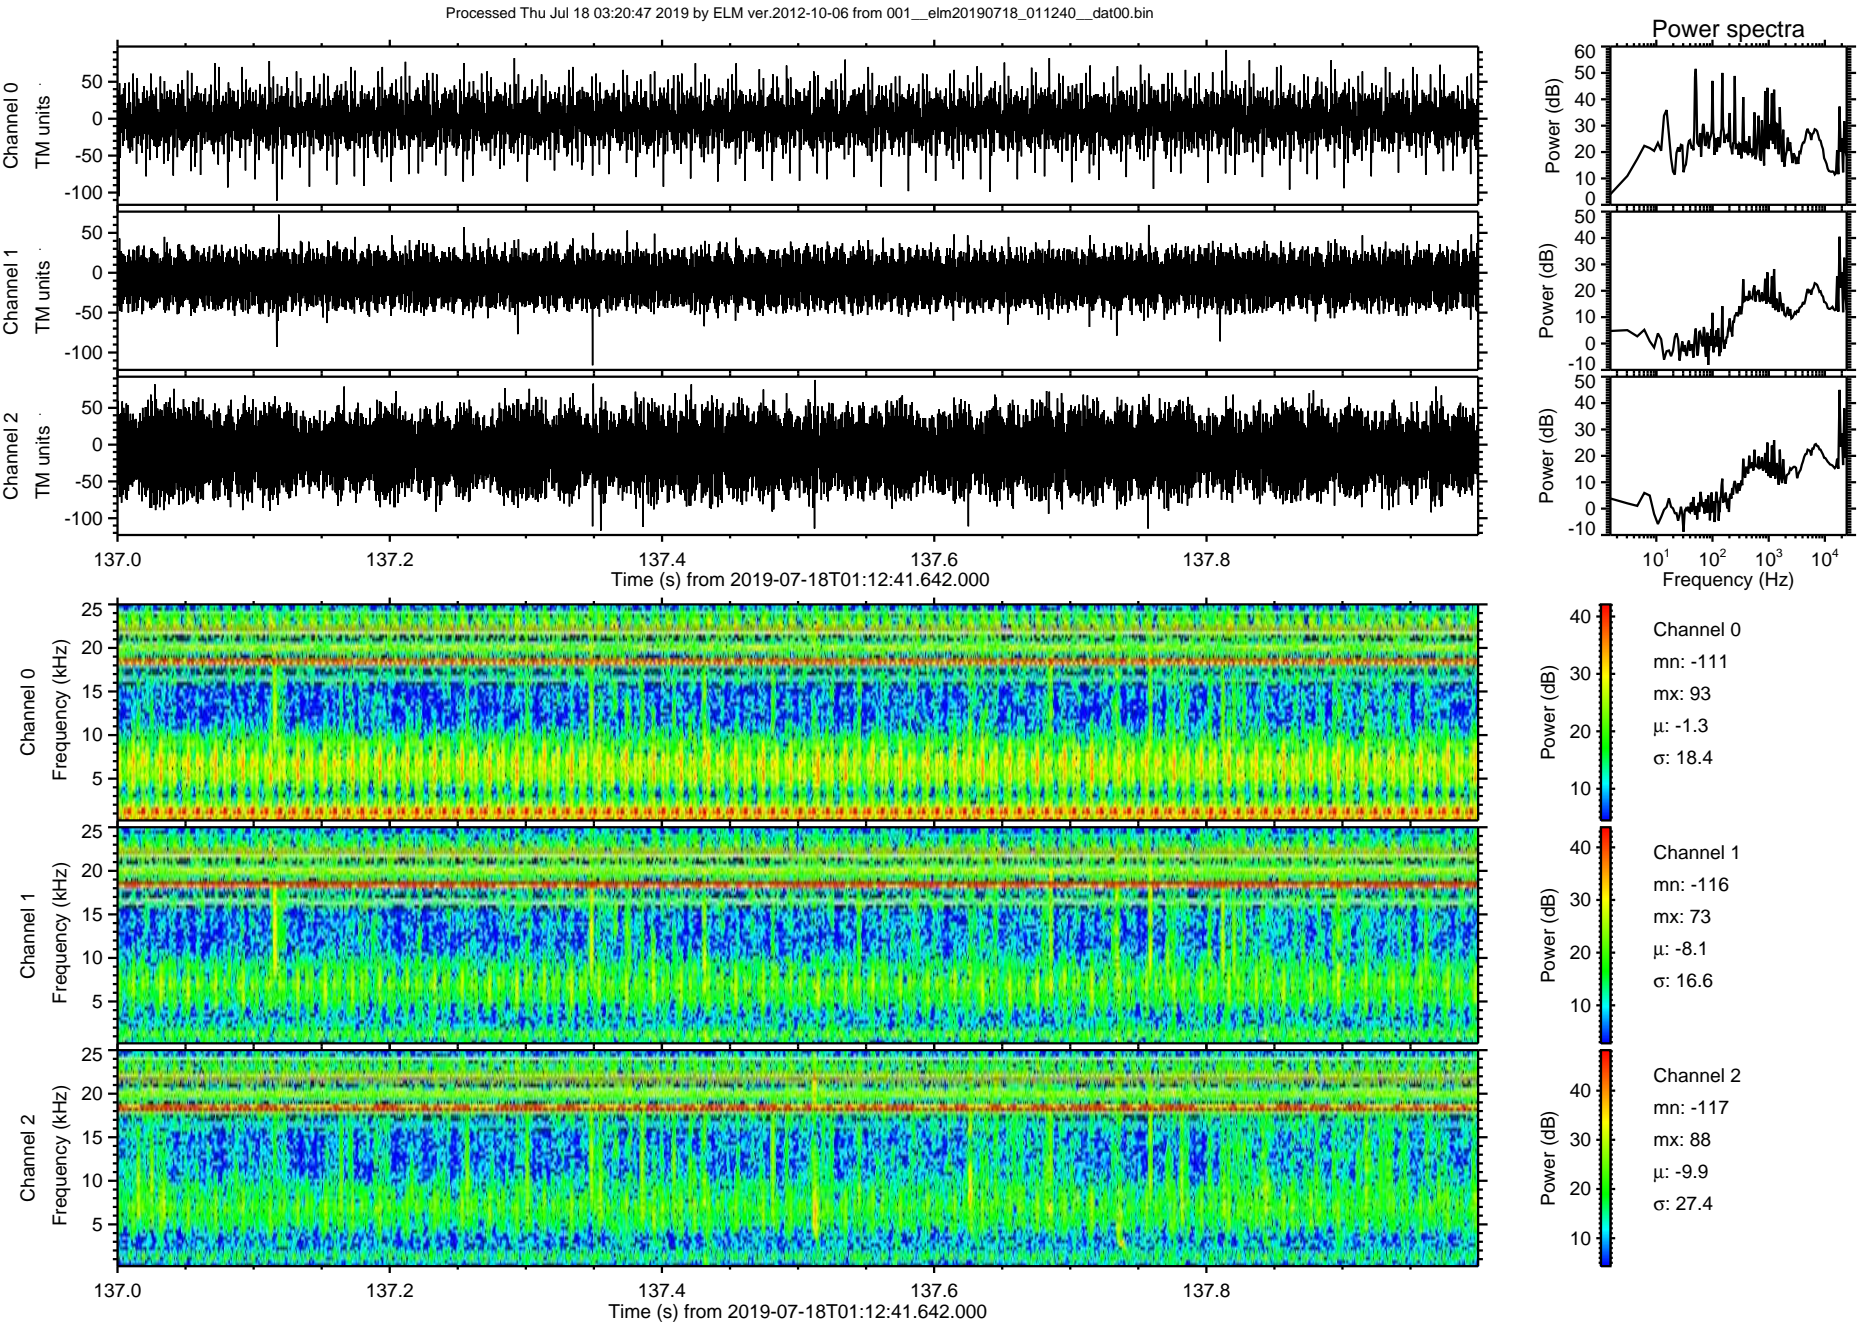 Processed Thu Jul 18 03:20:47 2019 by ELM ver.2012-10-06 from 001__elm20190718_011240__dat00.bin
Power spectra
Channel 0
TM units
50
0
-50
-100
Power (dB)
60
50
40
30
20
10
0
Channel 1
TM units
50
0
-50
-100
Power (dB)
50
40
30
20
10
0
-10
Channel 2
TM units
50
0
-50
-100
Power (dB)
50
40
30
20
10
0
-10
137.0 137.2 137.4 137.6 137.8
Time (s) from 2019-07-18T01:12:41.642.000
10¹ 10² 10³ 10⁴
Frequency (Hz)
Channel 0
Frequency (kHz)
25
20
15
10
5
Power (dB)
40
30
20
10
Channel 0
mn: -111
mx: 93
μ: -1.3
σ: 18.4
Channel 1
Frequency (kHz)
25
20
15
10
5
Power (dB)
40
30
20
10
Channel 1
mn: -116
mx: 73
μ: -8.1
σ: 16.6
Channel 2
Frequency (kHz)
25
20
15
10
5
Power (dB)
40
30
20
10
Channel 2
mn: -117
mx: 88
μ: -9.9
σ: 27.4
137.0 137.2 137.4 137.6 137.8
Time (s) from 2019-07-18T01:12:41.642.000